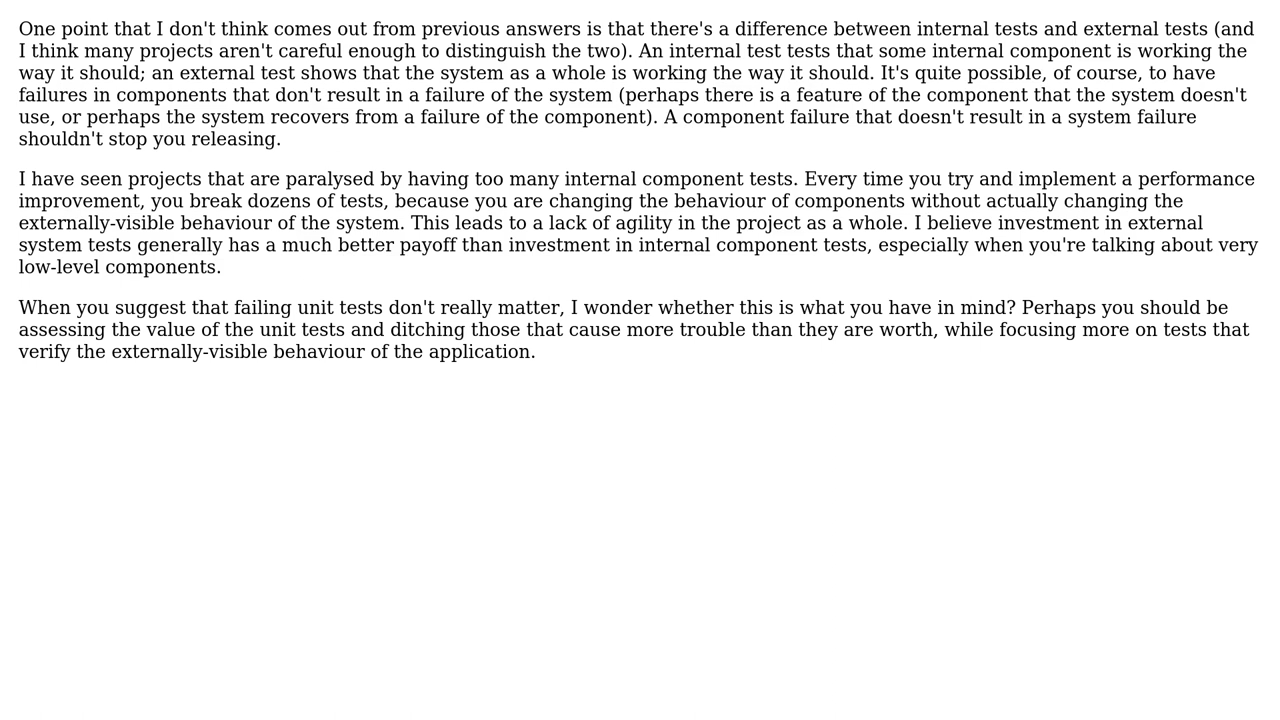 One point that I don't think comes out from previous answers is that there's a difference between internal tests and external tests (and
I think many projects aren't careful enough to distinguish the two). An internal test tests that some internal component is working the
way it should; an external test shows that the system as a whole is working the way it should. It's quite possible, of course, to have
failures in components that don't result in a failure of the system (perhaps there is a feature of the component that the system doesn't
use, or perhaps the system recovers from a failure of the component). A component failure that doesn't result in a system failure
shouldn't stop you releasing.
I have seen projects that are paralysed by having too many internal component tests. Every time you try and implement a performance
improvement, you break dozens of tests, because you are changing the behaviour of components without actually changing the
externally-visible behaviour of the system. This leads to a lack of agility in the project as a whole. I believe investment in external
system tests generally has a much better payoff than investment in internal component tests, especially when you're talking about very
low-level components.
When you suggest that failing unit tests don't really matter, I wonder whether this is what you have in mind? Perhaps you should be
assessing the value of the unit tests and ditching those that cause more trouble than they are worth, while focusing more on tests that
verify the externally-visible behaviour of the application.